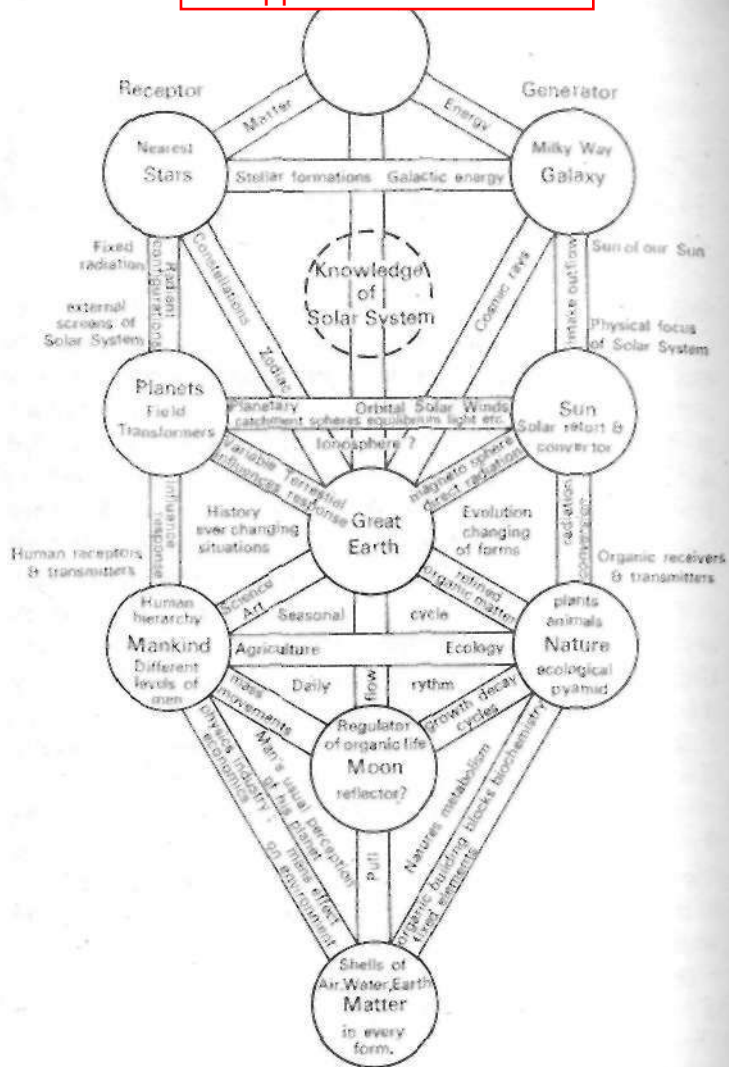 Receptor
Generator
Matter
Energy
Nearest
Stars
Stellar formations Galactic energy
Milky Way
Galaxy
Fixed
radiation
Radiant
configurations
Constellations
Zodiac
Knowledge
of
Solar System
Cosmic rays
intake outflow
Sun of our Sun
external
screens of
Solar System
Physical focus
of Solar System
Planets
Field
Transformers
Planetary Orbital Solar Winds
catchment spheres equilibrium light etc.
Ionosphere ?
Sun
Solar retort &
convertor
Variable Terrestial
influences response
magneto sphere
direct radiation
influence
response
History
ever changing
situations
Great
Earth
Evolution
changing
of forms
radiation
Human receptors
& transmitters
Organic receivers
& transmitters
Science
Art
refined
organic matter
Human
hierarchy
Mankind
Different
levels of
men
Seasonal cycle
Agriculture Ecology
Daily flow rythm
plants
animals
Nature
ecological
pyamid
mass
movements
growth decay
cycles
Regulator
of organic life
Moon
reflector?
physics industry
economics
Man's usual perception
of his planet
mans effect
on environment
Pull
Natures metabolism
organic building blocks biochemistry
fixed elements
Shells of
Air,Water,Earth
Matter
in every
form.